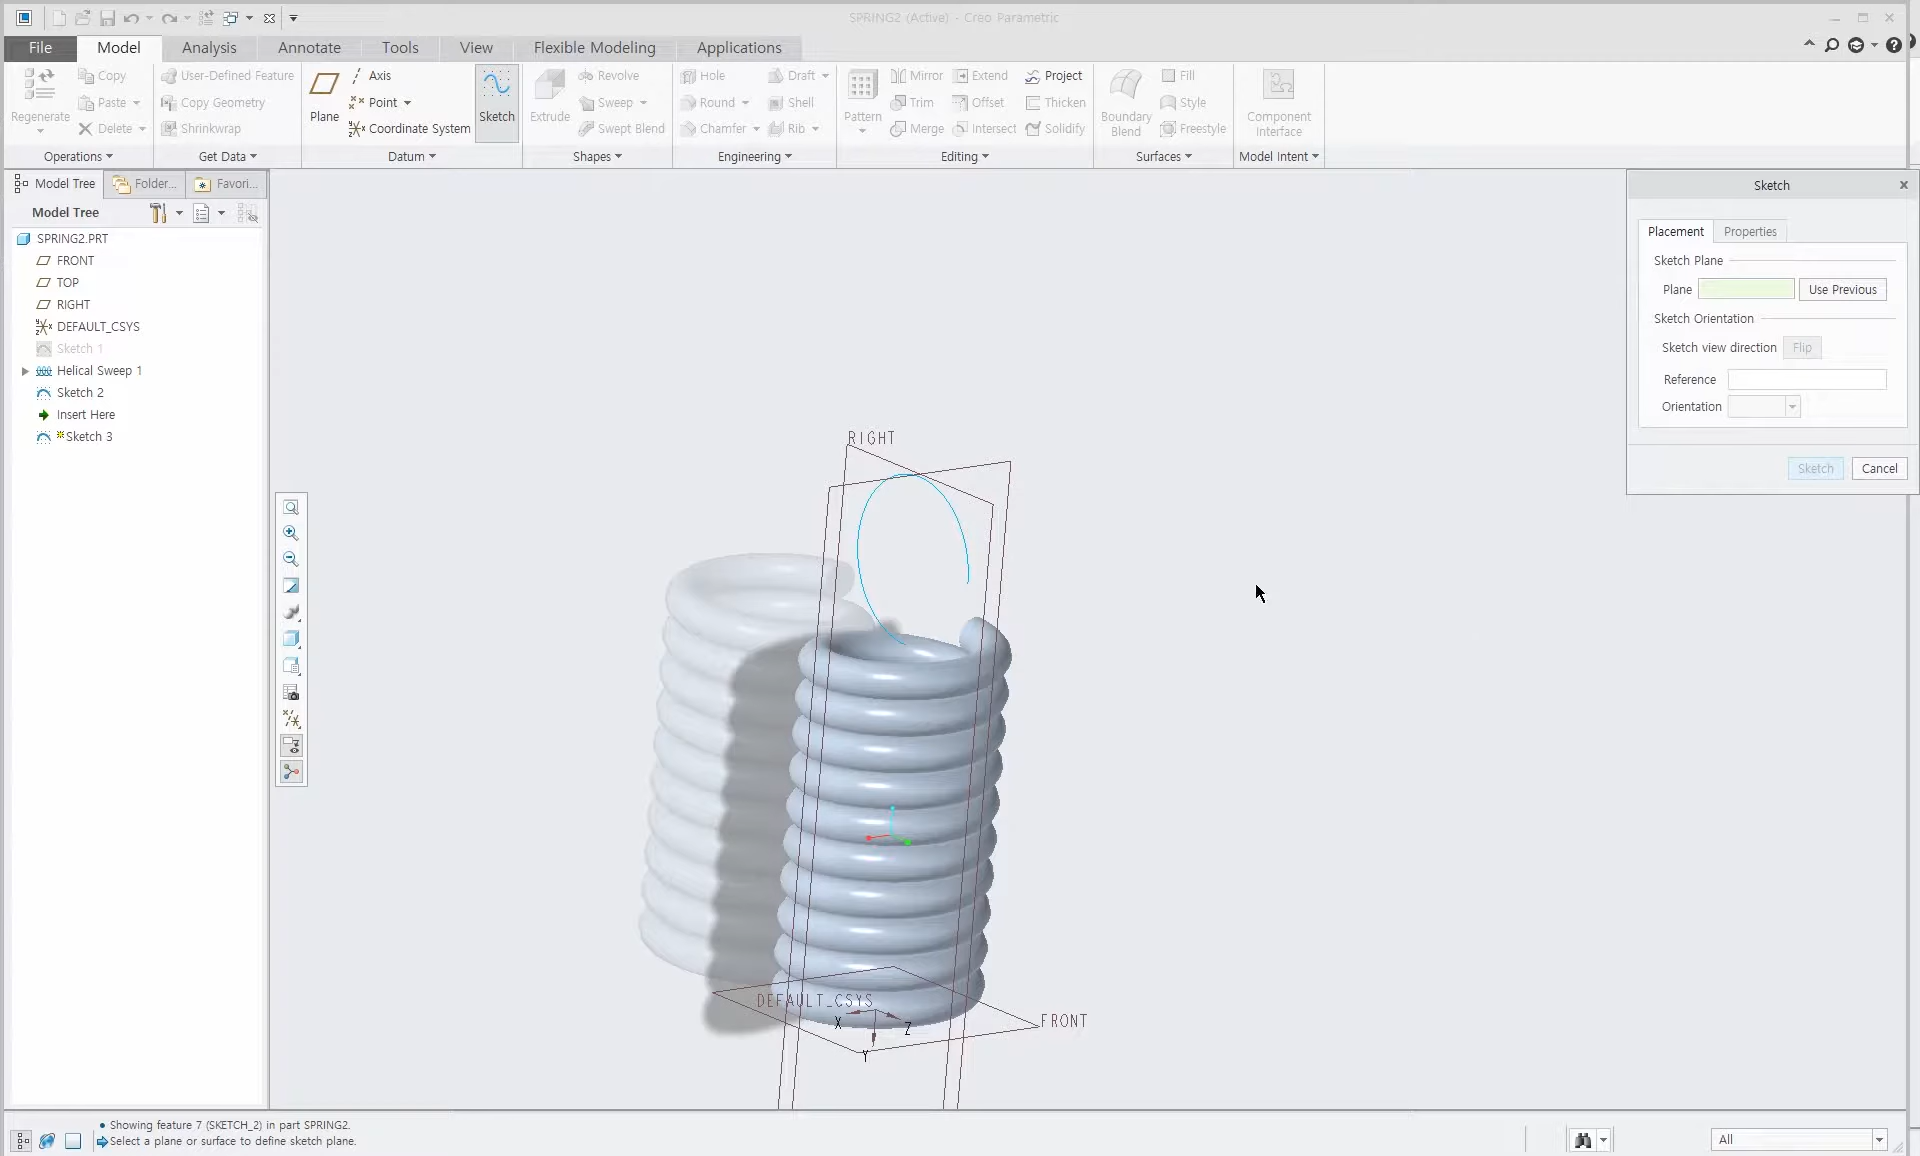 SPRING2 (Active) - Creo Parametric
File Model Analysis Annotate Tools View Flexible Modeling Applications
Regenerate
Copy
Paste
Delete
Operations
User-Defined Feature
Copy Geometry
Shrinkwrap
Get Data
Plane
Axis
Point
Coordinate System
Sketch
Datum
Extrude
Revolve
Sweep
Swept Blend
Shapes
Hole
Round
Chamfer
Draft
Shell
Rib
Engineering
Pattern
Mirror
Trim
Merge
Extend
Offset
Intersect
Project
Thicken
Solidify
Editing
Boundary
Blend
Fill
Style
Freestyle
Surfaces
Component
Interface
Model Intent
Model Tree Folder... Favori...
Model Tree
SPRING2.PRT
FRONT
TOP
RIGHT
DEFAULT_CSYS
Sketch 1
Helical Sweep 1
Sketch 2
Insert Here
Sketch 3
RIGHT
DEFAULT_CSYS
X
Z
Y
FRONT
Sketch
Placement Properties
Sketch Plane
Plane Use Previous
Sketch Orientation
Sketch view direction Flip
Reference
Orientation
Sketch Cancel
Showing feature 7 (SKETCH_2) in part SPRING2.
Select a plane or surface to define sketch plane.
All